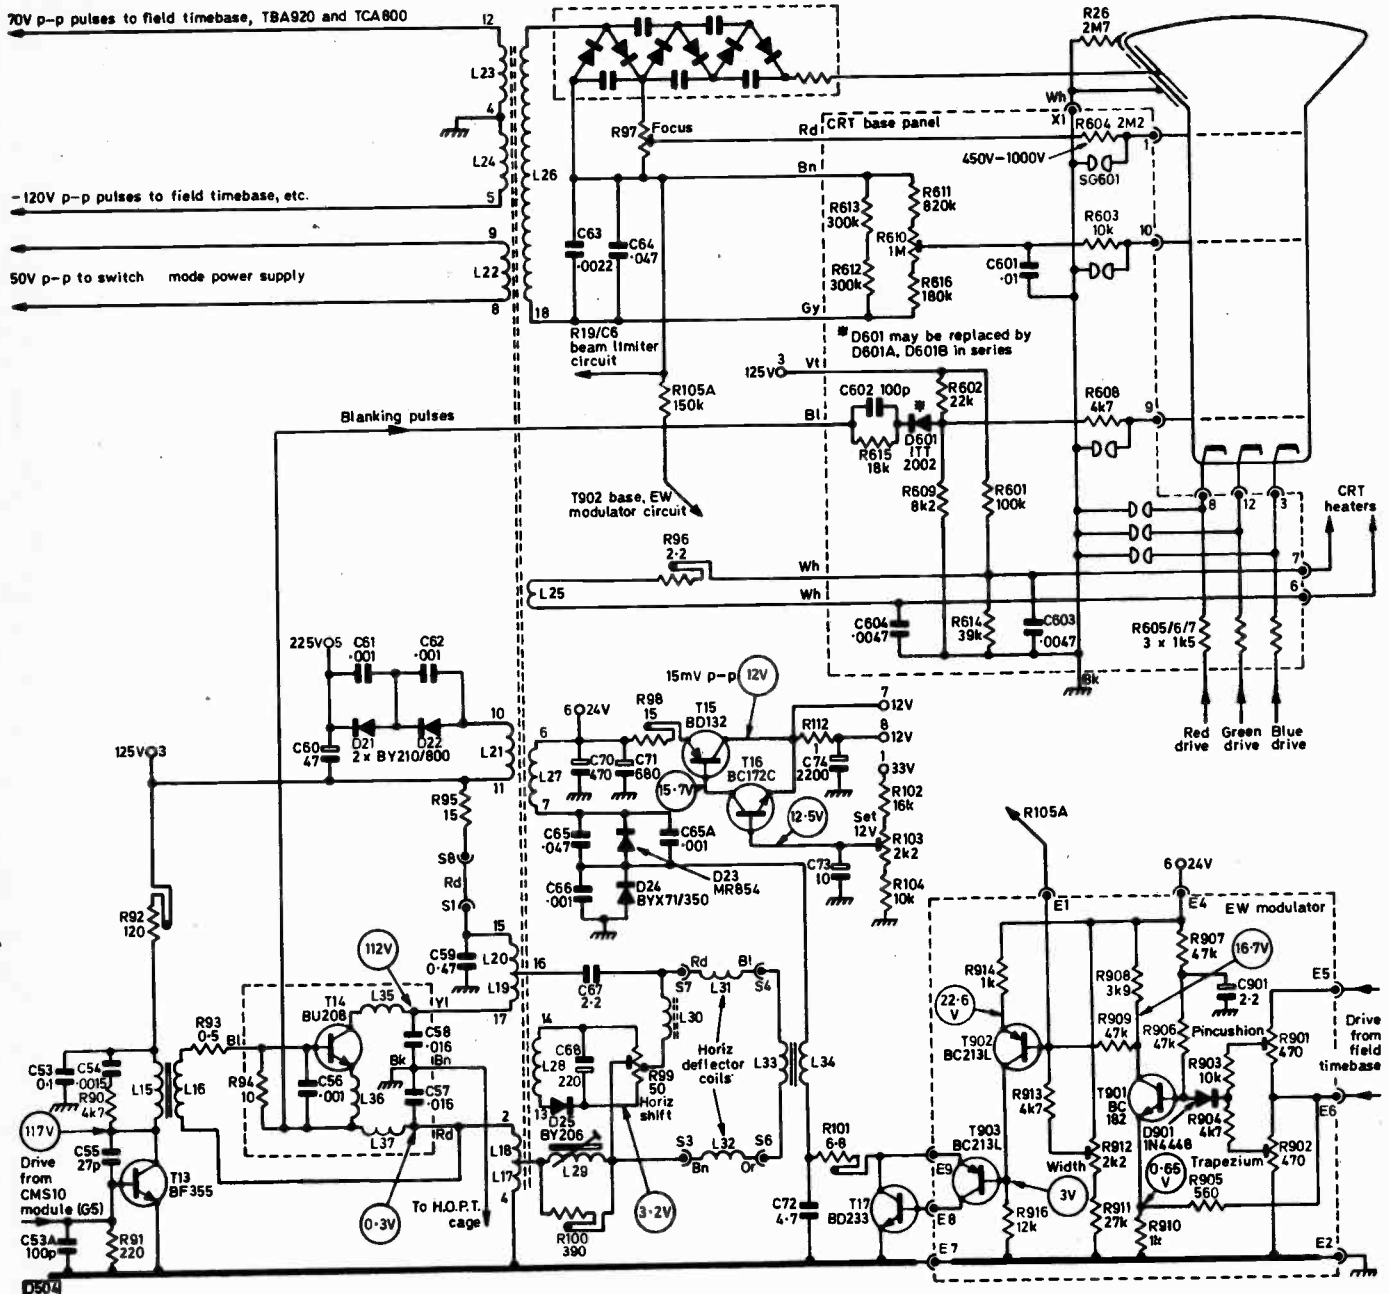 70V p-p pulses to field timebase, TBA920 and TCA800
12
L23
4
L24
5
-120V p-p pulses to field timebase, etc.
9
L22
50V p-p to switch mode power supply
8
L26
18
R97
Focus
Rd
Bn
Gy
C63
.0022
C64
.047
R19/C6
beam limiter
circuit
R105A
150k
Blanking pulses
Bl
T902 base, EW
modulator circuit
R96
2.2
L25
Wh
Wh
CRT base panel
R26
2M7
Wh
X1
R604 2M2
1
450V-1000V
SG601
R603
10k
10
R613
300k
R611
820k
R610
1M
R612
300k
R616
180k
C601
.01
* D601 may be replaced by
D601A, D601B in series
3
125V
Vt
C602 100p
*
R602
22k
R615
18k
D601
ITT
2002
R608
4k7
9
R609
8k2
R601
100k
8
12
3
CRT
heaters
7
6
C604
.0047
R614
39k
C603
.0047
R605/6/7
3 x 1k5
Bk
Red
drive
Green
drive
Blue
drive
225V 5
C61
.001
C62
.001
10
D21
D22
2 x BY210/800
C60
47
L21
11
125V 3
R95
15
S8
Rd
S1
R92
120
15mV p-p
12V
6 24V
R98
15
T15
BD132
6
L27
7
C70
470
C71
680
15.7V
T16
BC172C
R112
1
C74
2200
7
12V
8
12V
1
33V
R102
16k
Set
12V
R103
2k2
R104
10k
12.5V
C73
10
C65
.047
C65A
.001
C66
.001
D23
MR854
D24
BYX71/350
R105A
112V
C59
0.47
15
L20
16
L19
17
C67
2.2
Rd
S7
Bl
S4
L31
L30
Horiz
deflector
coils
L33
L34
14
L28
13
C68
220
D25
BY206
R99
50
Horiz
shift
S3
Bn
L32
S6
Or
L29
R100
390
3.2V
R93
0.5
Bl
T14
BU208
L35
Yl
C58
.016
Bk
Bn
R94
10
C56
.001
L36
C57
.016
L37
Rd
2
L18
L17
4
To H.O.P.T.
cage
0.3V
C53
0.1
C54
.0015
R90
4k7
L15
L16
117V
C55
27p
Drive
from
CMS10
module (G5)
T13
BF355
C53A
100p
R91
220
D504
R101
6.8
C72
4.7
T17
BD233
E9
E8
E7
T903
BC213L
E1
6 24V
E4
EW modulator
R914
1k
22.6
V
T902
BC213L
R908
3k9
R907
47k
16.7V
C901
2.2
R909
47k
R906
47k
Pincushion
R901
470
R903
10k
E5
Drive
from
field
timebase
E6
R913
4k7
T901
BC
182
D901
1N4448
R904
4k7
R912
2k2
Width
3V
R916
12k
R911
27k
0.65
V
Trapezium
R902
470
R905
560
R910
1k
E2